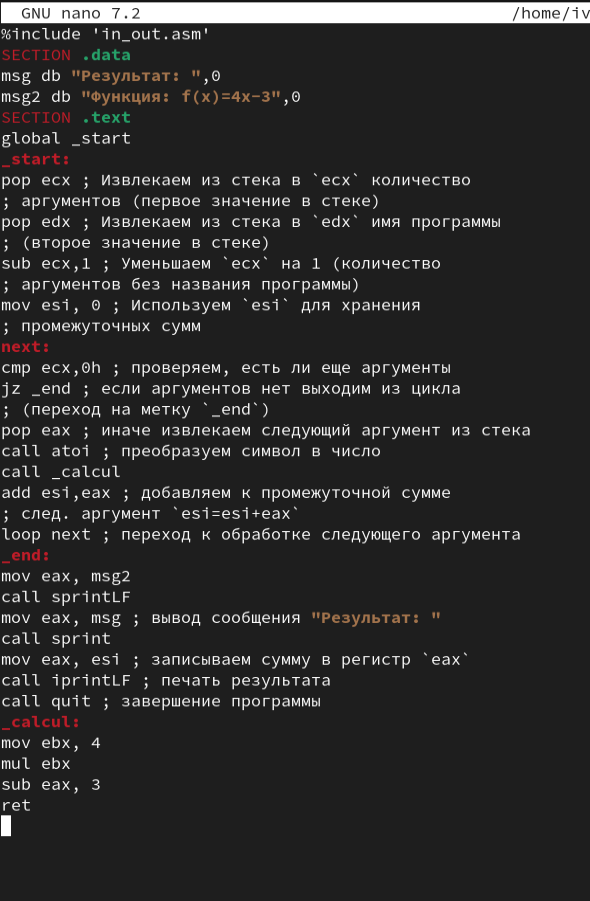 GNU nano 7.2 /home/iv
%include 'in_out.asm'
SECTION .data
msg db "Результат: ",0
msg2 db "Функция: f(x)=4x-3",0
SECTION .text
global _start
_start:
pop ecx ; Извлекаем из стека в `ecx` количество
; аргументов (первое значение в стеке)
pop edx ; Извлекаем из стека в `edx` имя программы
; (второе значение в стеке)
sub ecx,1 ; Уменьшаем `ecx` на 1 (количество
; аргументов без названия программы)
mov esi, 0 ; Используем `esi` для хранения
; промежуточных сумм
next:
cmp ecx,0h ; проверяем, есть ли еще аргументы
jz _end ; если аргументов нет выходим из цикла
; (переход на метку `_end`)
pop eax ; иначе извлекаем следующий аргумент из стека
call atoi ; преобразуем символ в число
call _calcul
add esi,eax ; добавляем к промежуточной сумме
; след. аргумент `esi=esi+eax`
loop next ; переход к обработке следующего аргумента
_end:
mov eax, msg2
call sprintLF
mov eax, msg ; вывод сообщения "Результат: "
call sprint
mov eax, esi ; записываем сумму в регистр `eax`
call iprintLF ; печать результата
call quit ; завершение программы
_calcul:
mov ebx, 4
mul ebx
sub eax, 3
ret